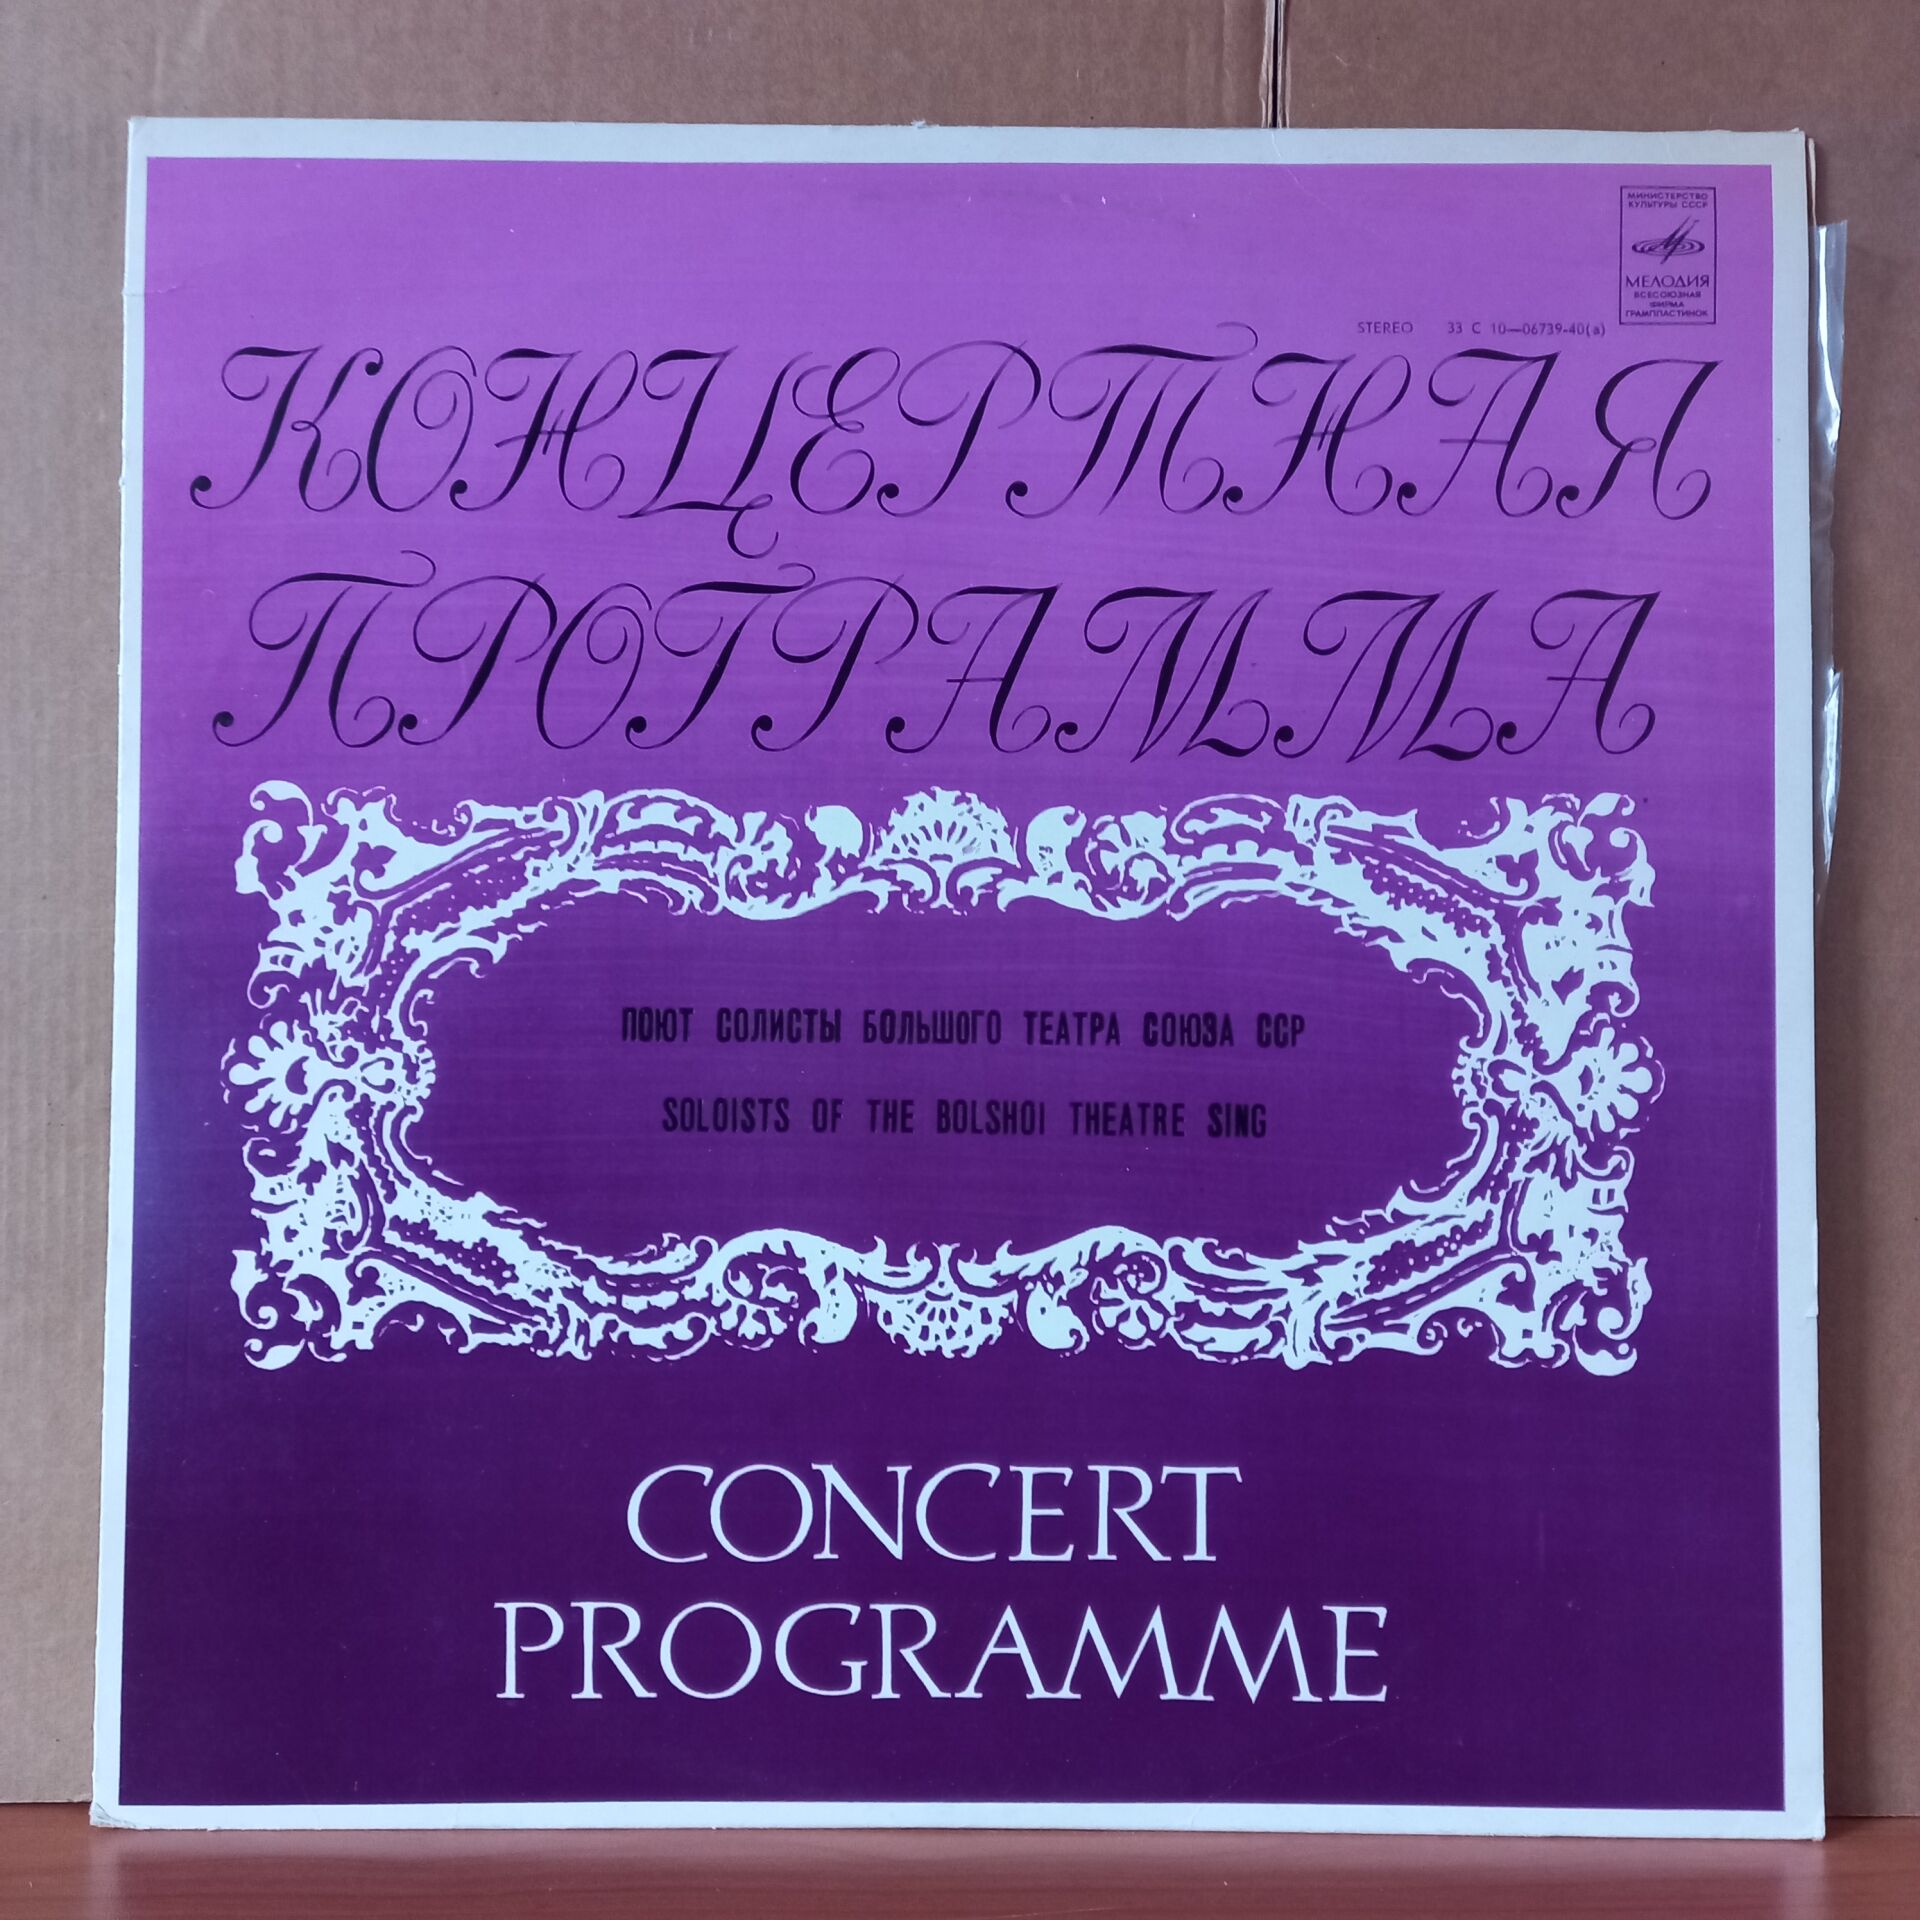 МИНИСТЕРСТВО
КУЛЬТУРЫ СССР
МЕЛОДИЯ
ВСЕСОЮЗНАЯ
ФИРМА
ГРАМПЛАСТИНОК
STEREO 33 С 10—06739-40(а)
КОНЦЕРТНАЯ
ПРОГРАММА
ПОЮТ СОЛИСТЫ БОЛЬШОГО ТЕАТРА СОЮЗА ССР
SOLOISTS OF THE BOLSHOI THEATRE SING
CONCERT
PROGRAMME